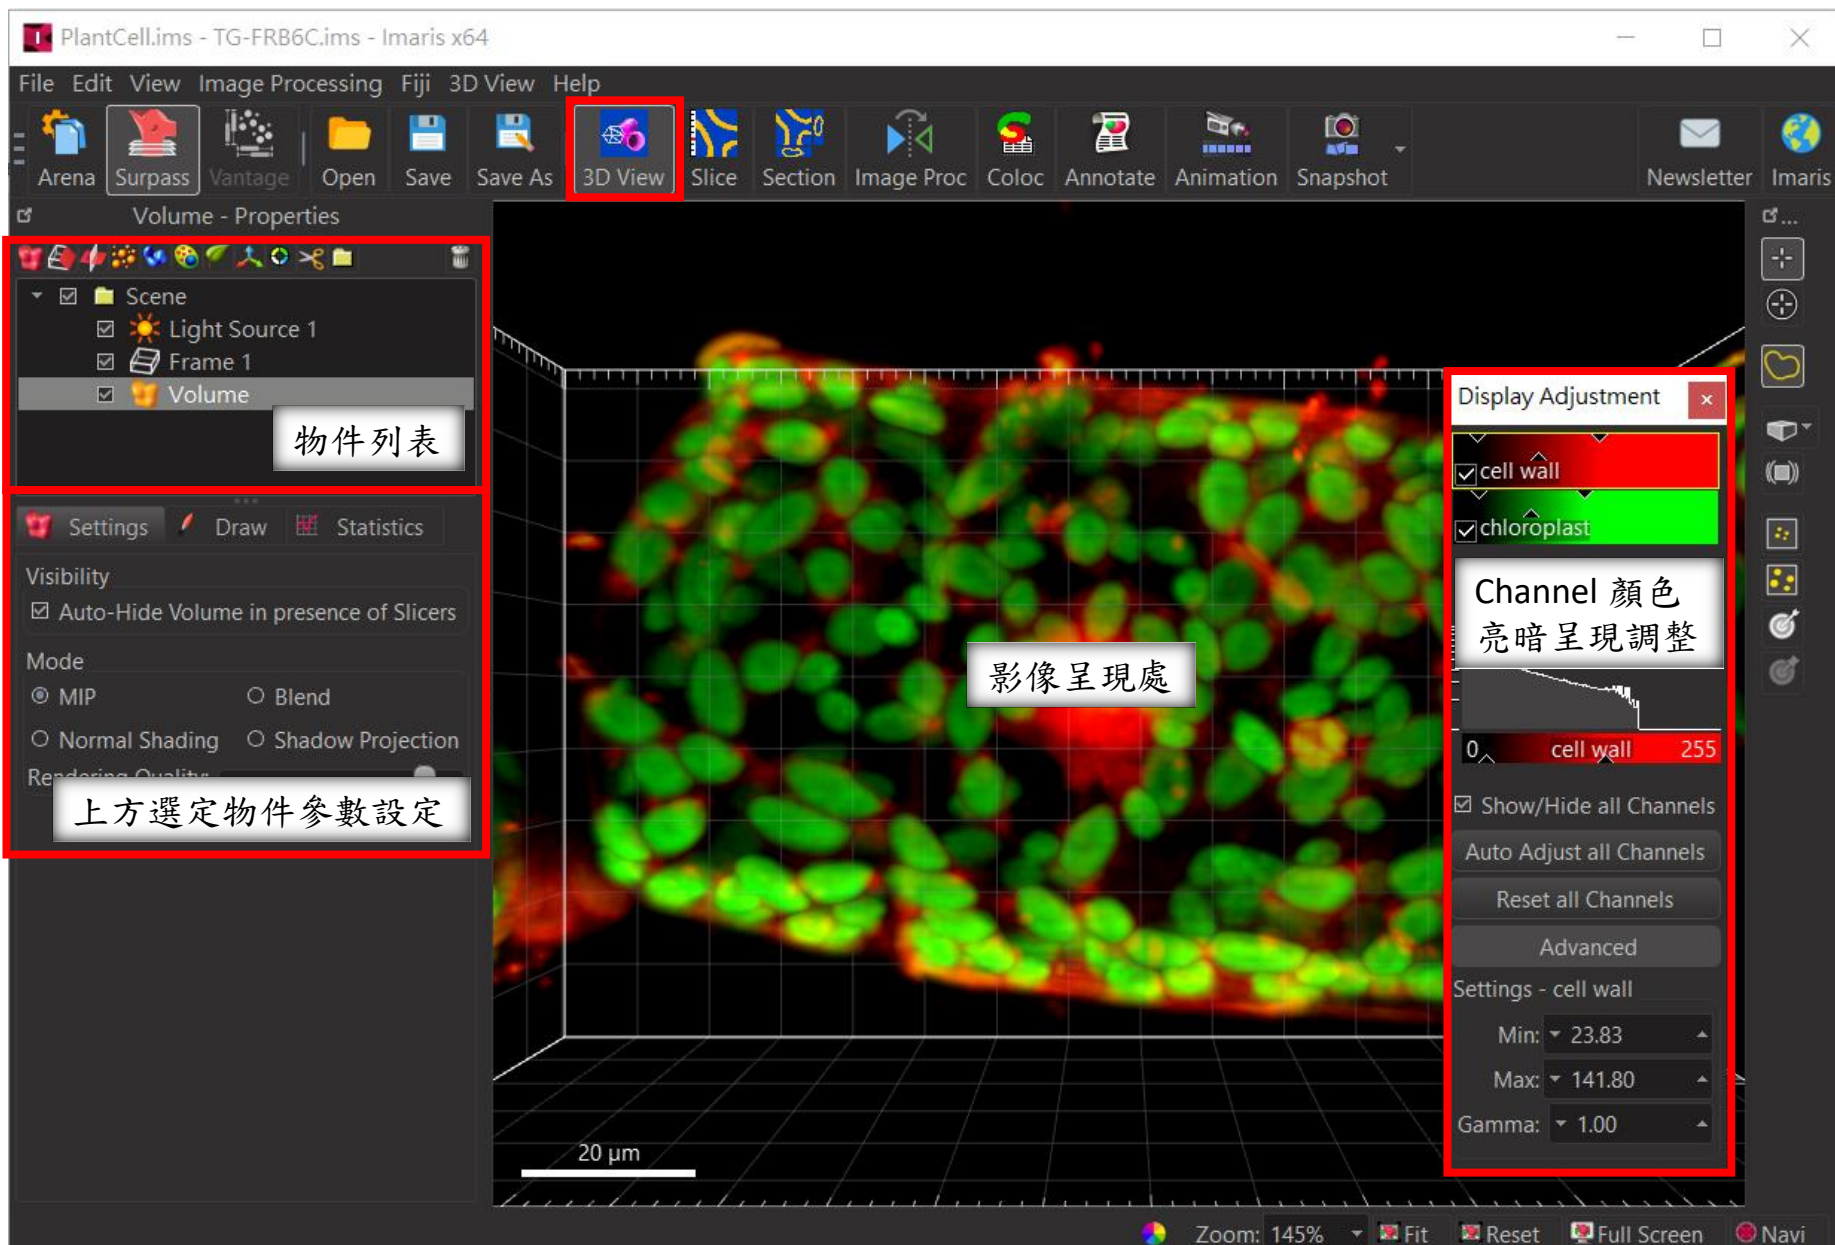 PlantCell.ims - TG-FRB6C.ims - Imaris x64
File Edit View Image Processing Fiji 3D View Help
Arena Surpass Vantage Open Save Save As 3D View Slice Section Image Proc Coloc Annotate Animation Snapshot Newsletter Imaris
Volume - Properties
Scene
Light Source 1
Frame 1
Volume
物件列表
Settings Draw Statistics
Visibility
Auto-Hide Volume in presence of Slicers
Mode
MIP Blend
Normal Shading Shadow Projection
Rendering Quality:
上方選定物件參數設定
影像呈現處
20 µm
Display Adjustment
cell wall
chloroplast
Channel 顏色
亮暗呈現調整
0 cell wall 255
Show/Hide all Channels
Auto Adjust all Channels
Reset all Channels
Advanced
Settings - cell wall
Min: 23.83
Max: 141.80
Gamma: 1.00
Zoom: 145% Fit Reset Full Screen Navi